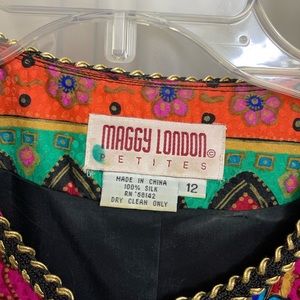 MAGGY LONDON©
PETITES
MADE IN CHINA
100% SILK
RN 58142
DRY CLEAN ONLY
12